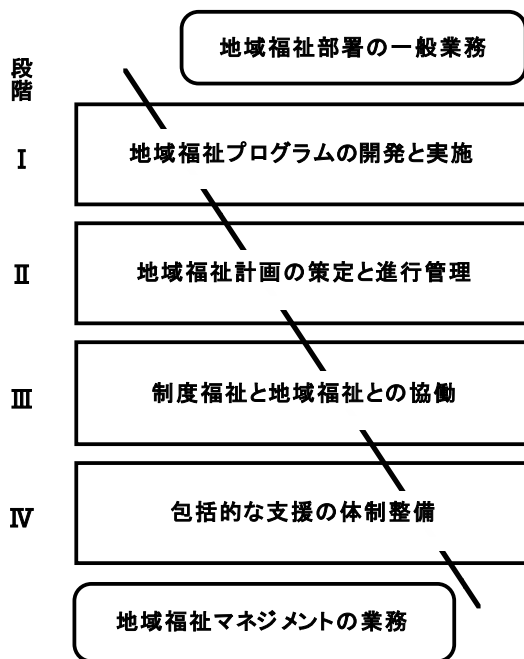 地域福祉部署の一般業務
段階
Ⅰ 地域福祉プログラムの開発と実施
Ⅱ 地域福祉計画の策定と進行管理
Ⅲ 制度福祉と地域福祉との協働
Ⅳ 包括的な支援の体制整備
地域福祉マネジメントの業務